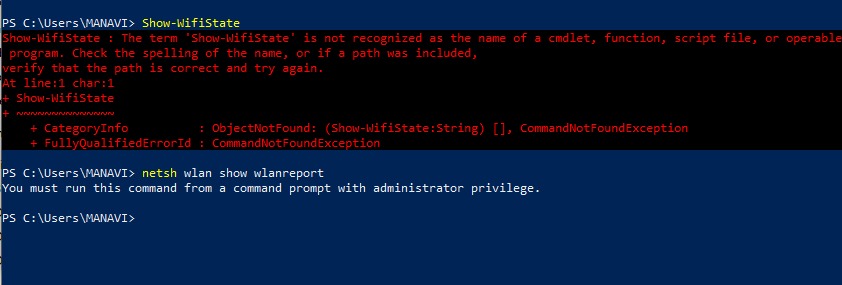 PS C:\Users\MANAVI> Show-WifiState
Show-WifiState : The term 'Show-WifiState' is not recognized as the name of a cmdlet, function, script file, or operable
 program. Check the spelling of the name, or if a path was included,
verify that the path is correct and try again.
At line:1 char:1
+ Show-WifiState
+ ~~~~~~~~~~~~~~
    + CategoryInfo          : ObjectNotFound: (Show-WifiState:String) [], CommandNotFoundException
    + FullyQualifiedErrorId : CommandNotFoundException
PS C:\Users\MANAVI> netsh wlan show wlanreport
You must run this command from a command prompt with administrator privilege.
PS C:\Users\MANAVI>